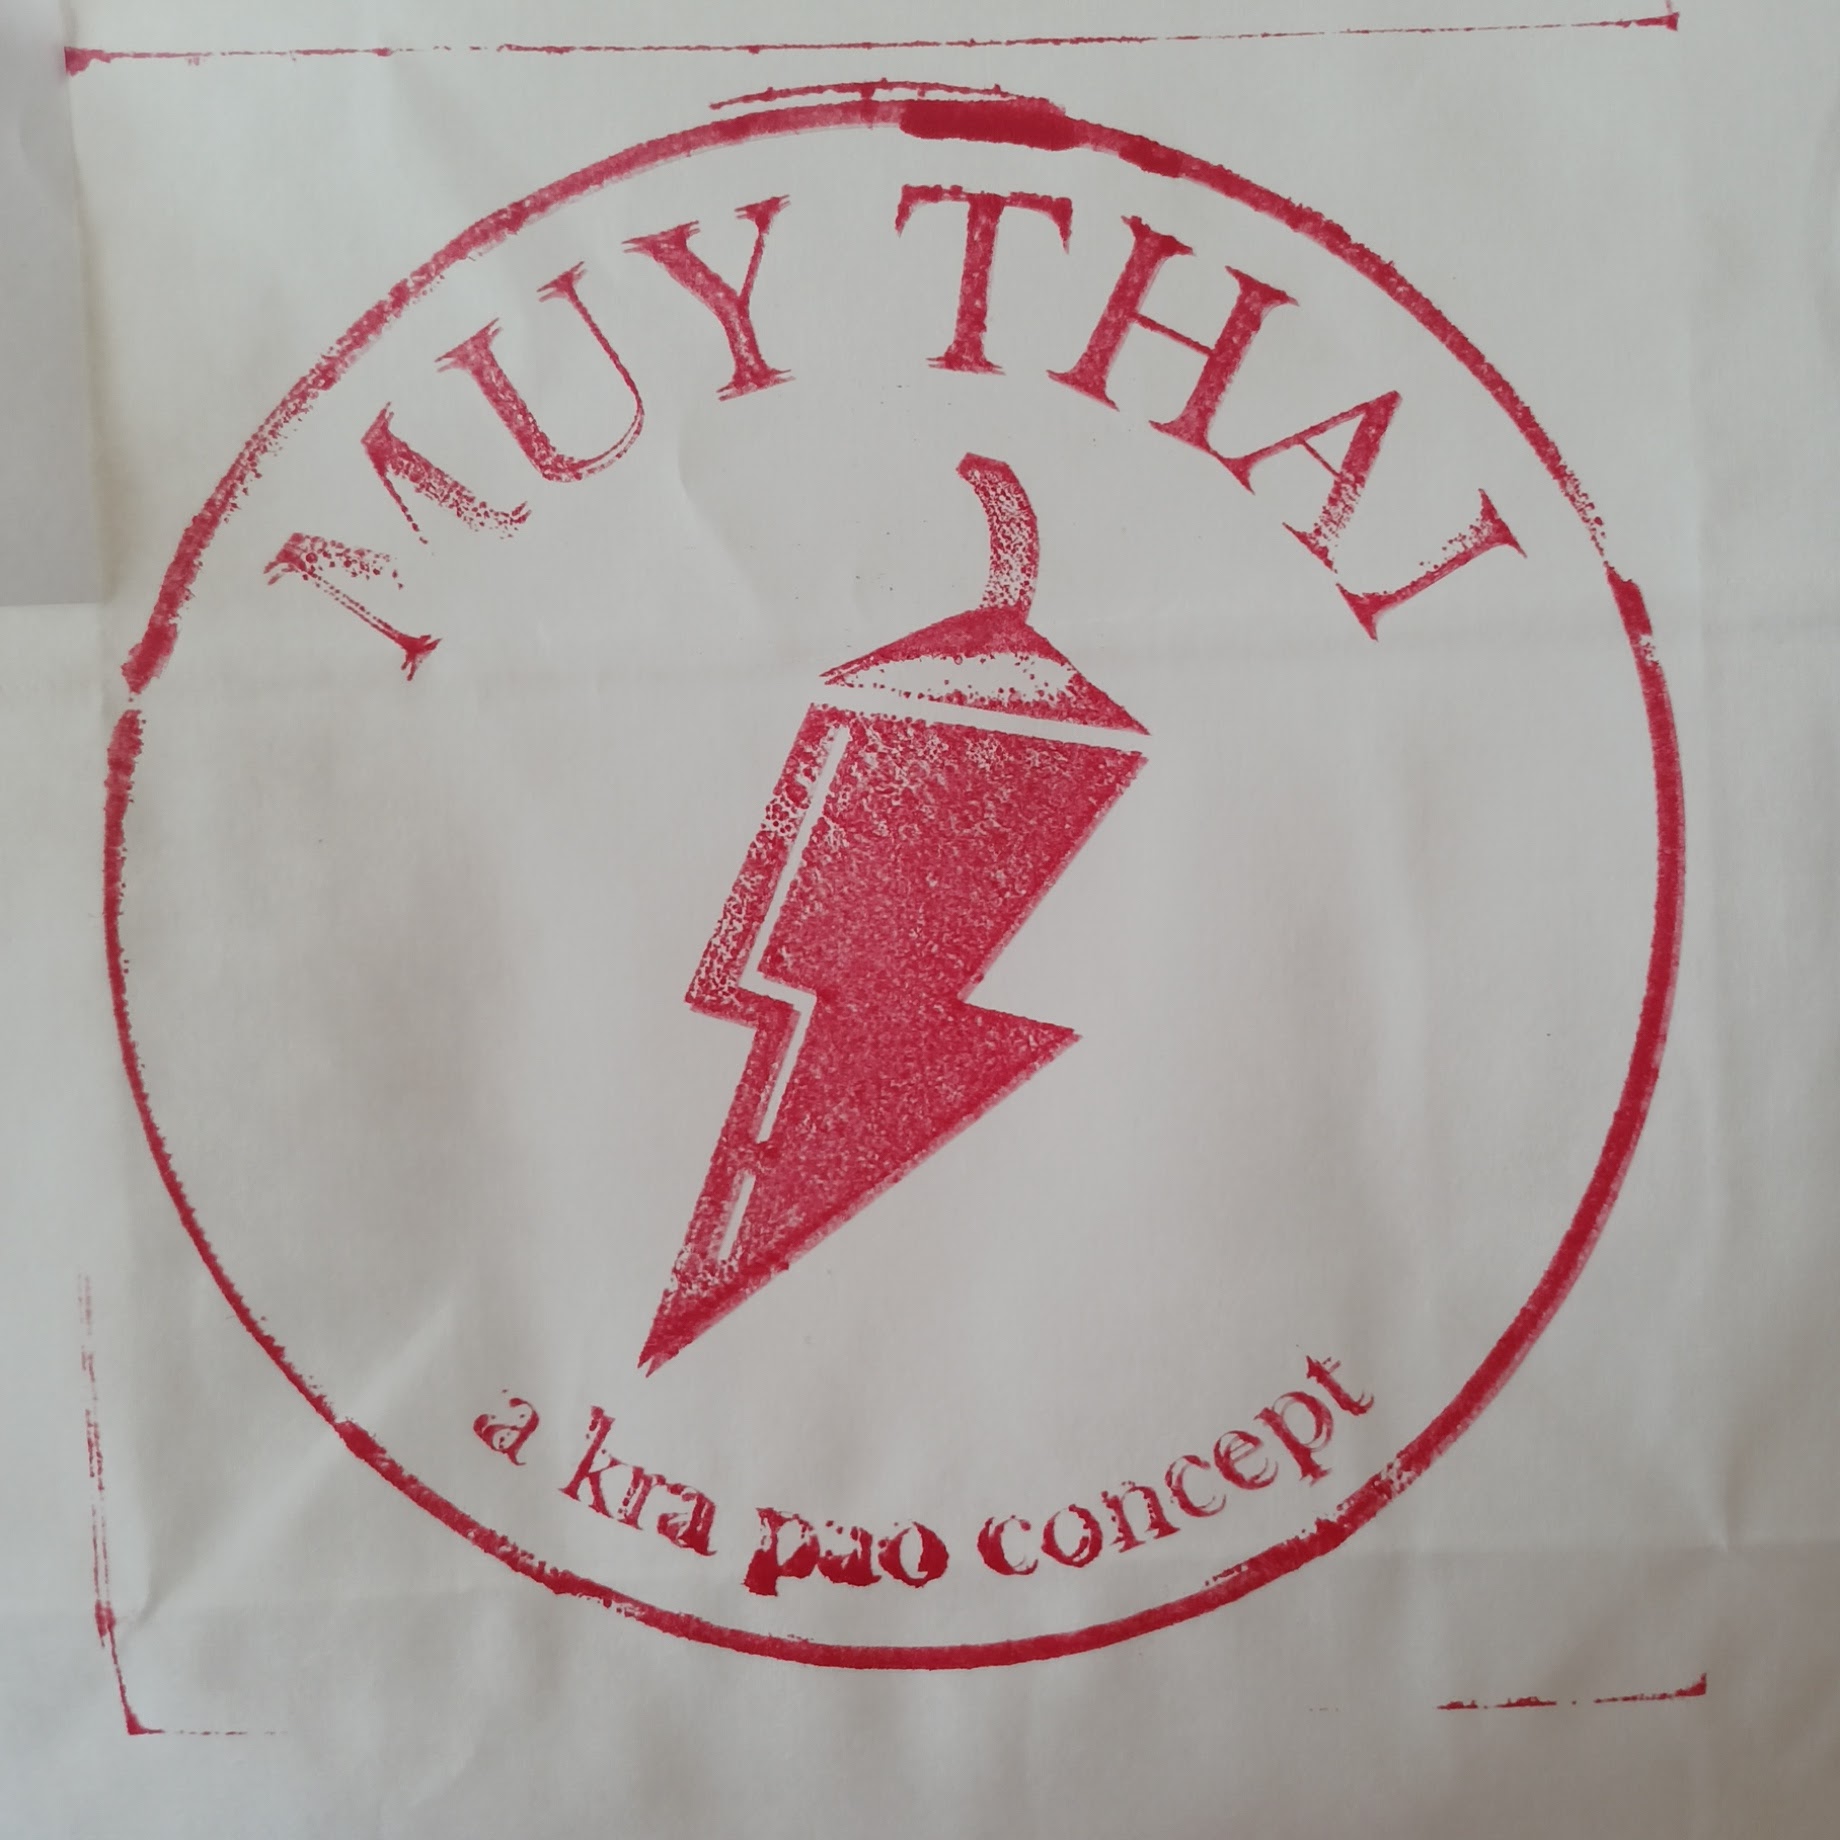 MUY THAI
a kra pao concept